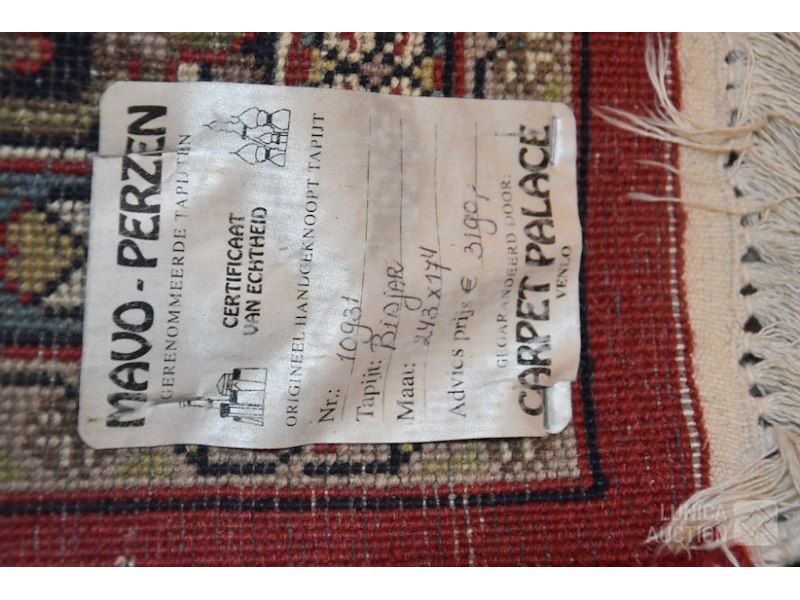 MAVO - PERZEN
GERENOMMEERDE TAPIJTEN
CERTIFICAAT
VAN ECHTHEID
ORIGINEEL HANDGEKNOOPT TAPIJT
Nr.: 10931
Tapijt: Bidjar
Maat: 243 x 174
Advies prijs € 3190,-
GEGARANDEERD DOOR:
CARPET PALACE
VENLO
LUNICA
AUCTION